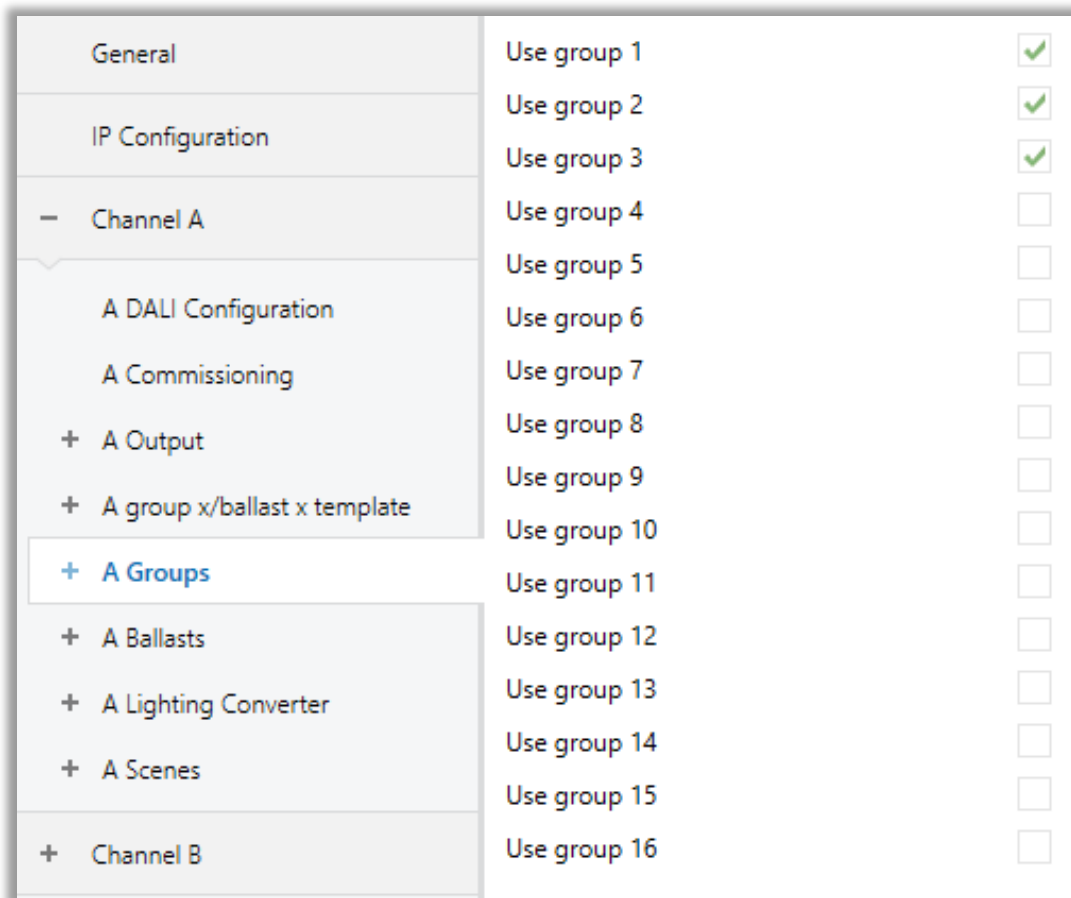 General
IP Configuration
− Channel A
A DALI Configuration
A Commissioning
+ A Output
+ A group x/ballast x template
+ A Groups
+ A Ballasts
+ A Lighting Converter
+ A Scenes
+ Channel B
Use group 1
Use group 2
Use group 3
Use group 4
Use group 5
Use group 6
Use group 7
Use group 8
Use group 9
Use group 10
Use group 11
Use group 12
Use group 13
Use group 14
Use group 15
Use group 16